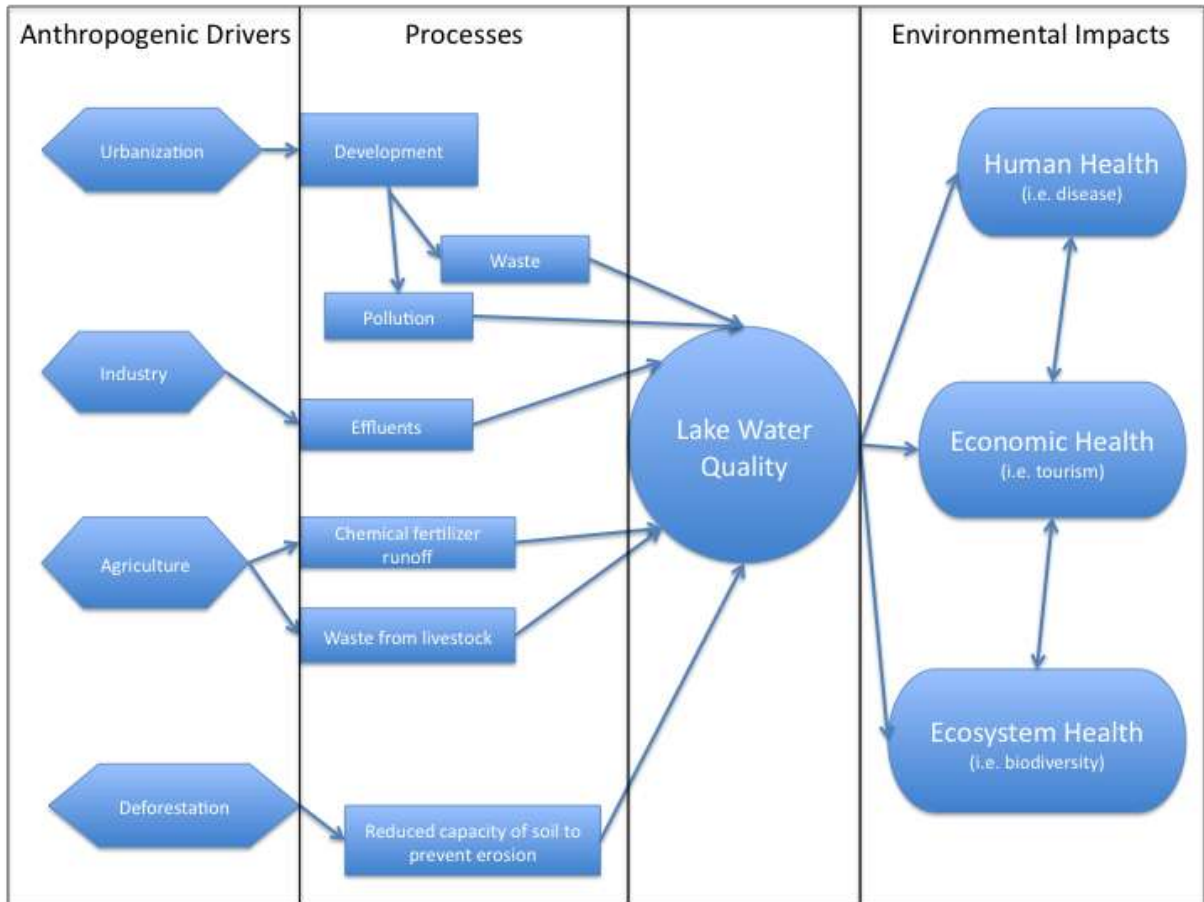 Anthropogenic Drivers
Processes
Environmental Impacts
Urbanization
Development
Waste
Pollution
Industry
Effluents
Agriculture
Chemical fertilizer
runoff
Waste from livestock
Deforestation
Reduced capacity of soil to
prevent erosion
Lake Water
Quality
Human Health
(i.e. disease)
Economic Health
(i.e. tourism)
Ecosystem Health
(i.e. biodiversity)